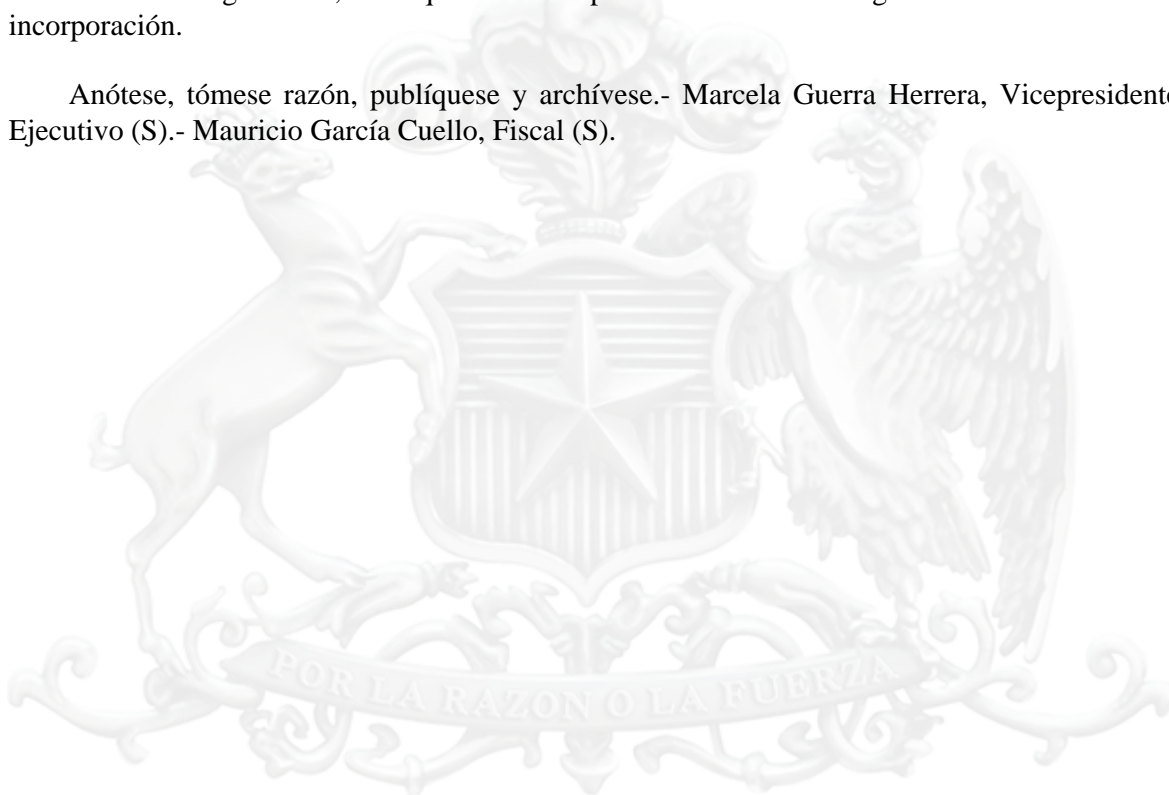 incorporación.
Anótese, tómese razón, publíquese y archívese.- Marcela Guerra Herrera, Vicepresidente
Ejecutivo (S).- Mauricio García Cuello, Fiscal (S).
POR LA RAZON O LA FUERZA